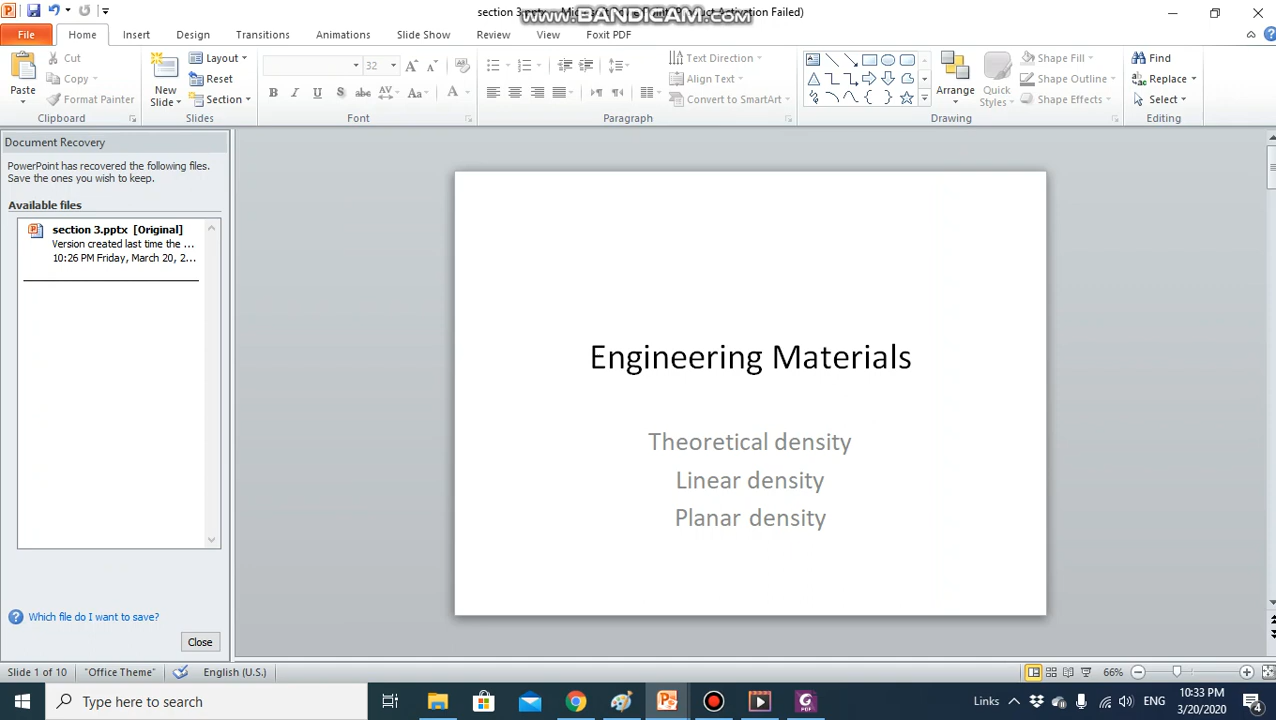 section 3.pptx
Activation Failed)
www.BANDICAM.com
File
Home
Insert
Design
Transitions
Animations
Slide Show
Review
View
Foxit PDF
Paste
Cut
Copy
Format Painter
Clipboard
New
Slide
Layout
Reset
Section
Slides
32
Font
Text Direction
Align Text
Convert to SmartArt
Paragraph
Arrange
Quick
Styles
Shape Fill
Shape Outline
Shape Effects
Drawing
Find
Replace
Select
Editing
Document Recovery
PowerPoint has recovered the following files.
Save the ones you wish to keep.
Available files
section 3.pptx [Original]
Version created last time the ...
10:26 PM Friday, March 20, 2...
Which file do I want to save?
Close
Engineering Materials
Theoretical density
Linear density
Planar density
Slide 1 of 10
"Office Theme"
English (U.S.)
66%
Type here to search
Links
ENG
10:33 PM
3/20/2020
4